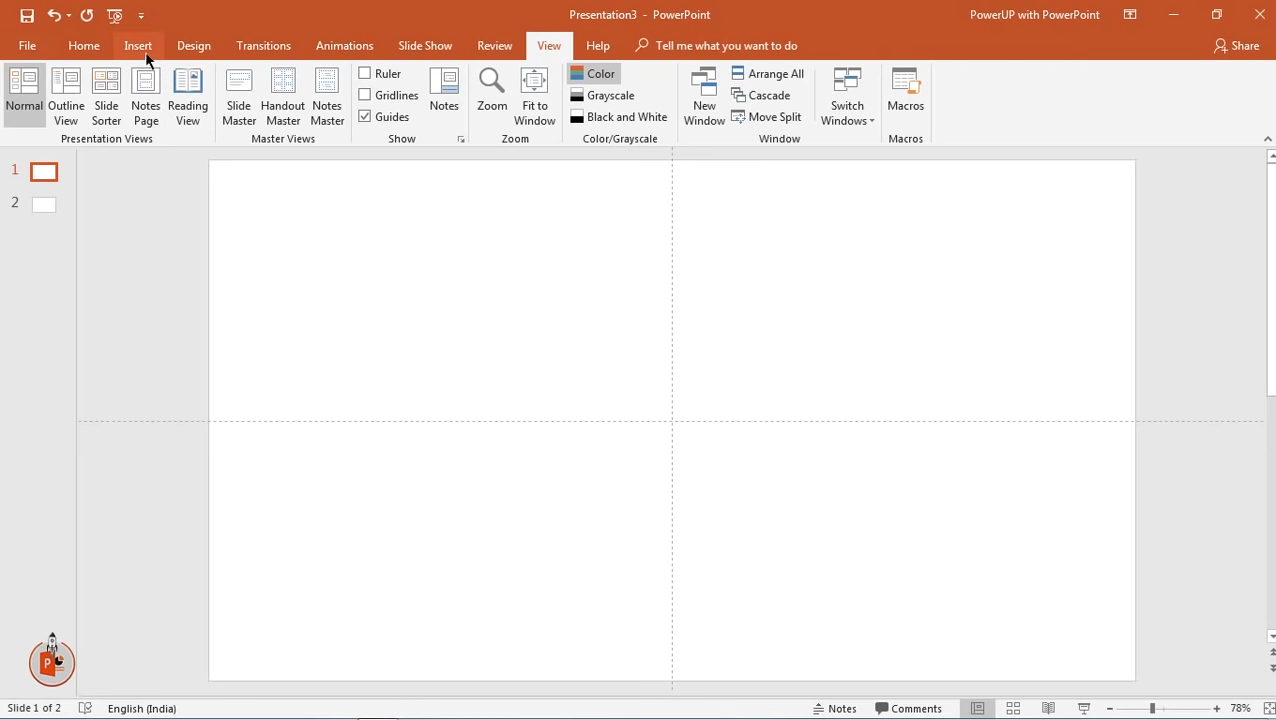 Presentation3 - PowerPoint
PowerUP with PowerPoint
File Home Insert Design Transitions Animations Slide Show Review View Help Tell me what you want to do Share
Normal
Outline View
Slide Sorter
Notes Page
Reading View
Presentation Views
Slide Master
Handout Master
Notes Master
Master Views
Ruler
Gridlines
Guides
Notes
Show
Zoom
Fit to Window
Zoom
Color
Grayscale
Black and White
Color/Grayscale
New Window
Arrange All
Cascade
Move Split
Switch Windows
Window
Macros
Macros
1
2
P
Slide 1 of 2 English (India) Notes Comments 78%